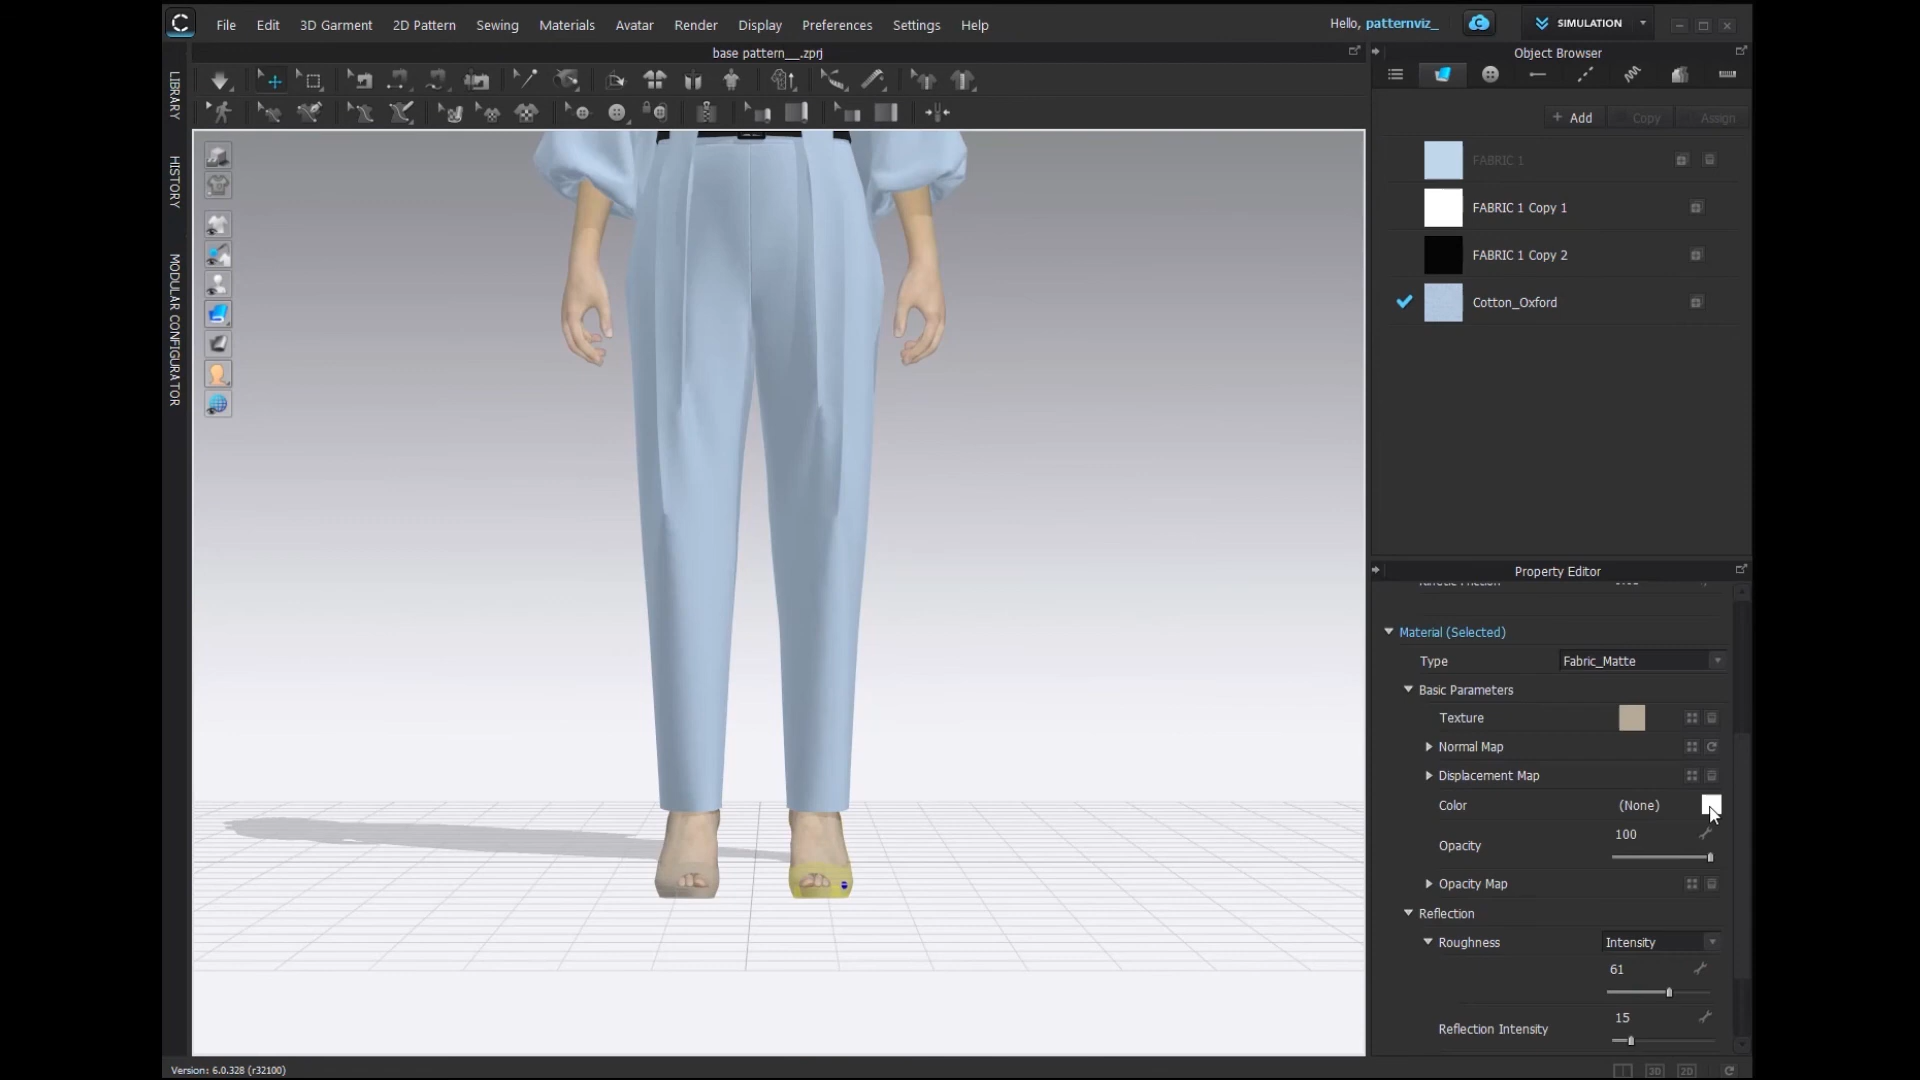 File Edit 3D Garment 2D Pattern Sewing Materials Avatar Render Display Preferences Settings Help
Hello, patternviz_
SIMULATION
base pattern__.zprj
Object Browser
LIBRARY
HISTORY
MODULAR CONFIGURATOR
+ Add Copy Assign
FABRIC 1
FABRIC 1 Copy 1
FABRIC 1 Copy 2
Cotton_Oxford
Property Editor
Material (Selected)
Type Fabric_Matte
Basic Parameters
Texture
Normal Map
Displacement Map
Color (None)
Opacity 100
Opacity Map
Reflection
Roughness Intensity
61
Reflection Intensity 15
Version: 6.0.328 (r32100)
3D 2D